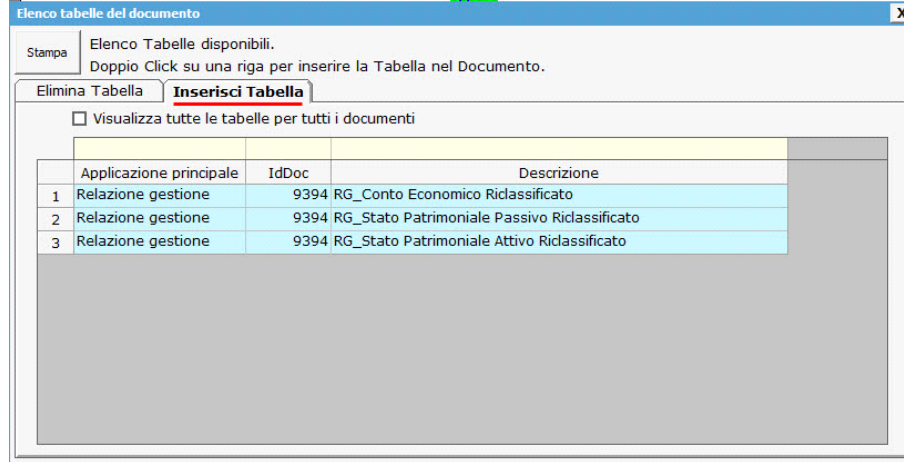 Elenco tabelle del documento
X
Stampa
Elenco Tabelle disponibili.
Doppio Click su una riga per inserire la Tabella nel Documento.
Elimina Tabella
Inserisci Tabella
Visualizza tutte le tabelle per tutti i documenti
Applicazione principale IdDoc Descrizione
1 Relazione gestione 9394 RG_Conto Economico Riclassificato
2 Relazione gestione 9394 RG_Stato Patrimoniale Passivo Riclassificato
3 Relazione gestione 9394 RG_Stato Patrimoniale Attivo Riclassificato